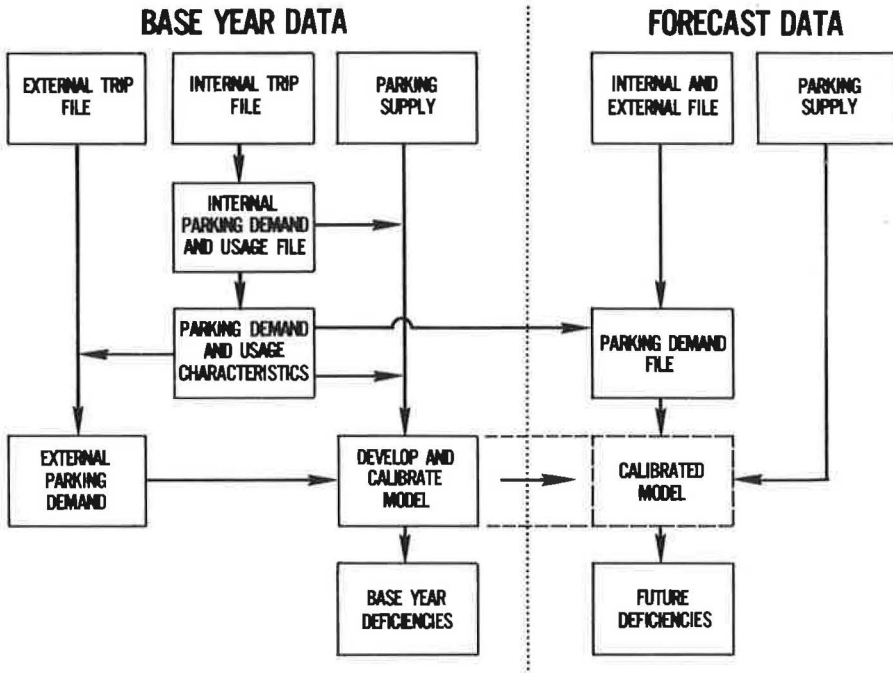 BASE YEAR DATA
FORECAST DATA
EXTERNAL TRIP
FILE
INTERNAL TRIP
FILE
PARKING
SUPPLY
INTERNAL AND
EXTERNAL FILE
PARKING
SUPPLY
INTERNAL
PARKING DEMAND
AND USAGE FILE
PARKING DEMAND
AND USAGE
CHARACTERISTICS
PARKING DEMAND
FILE
EXTERNAL
PARKING
DEMAND
DEVELOP AND
CALIBRATE
MODEL
CALIBRATED
MODEL
BASE YEAR
DEFICIENCIES
FUTURE
DEFICIENCIES